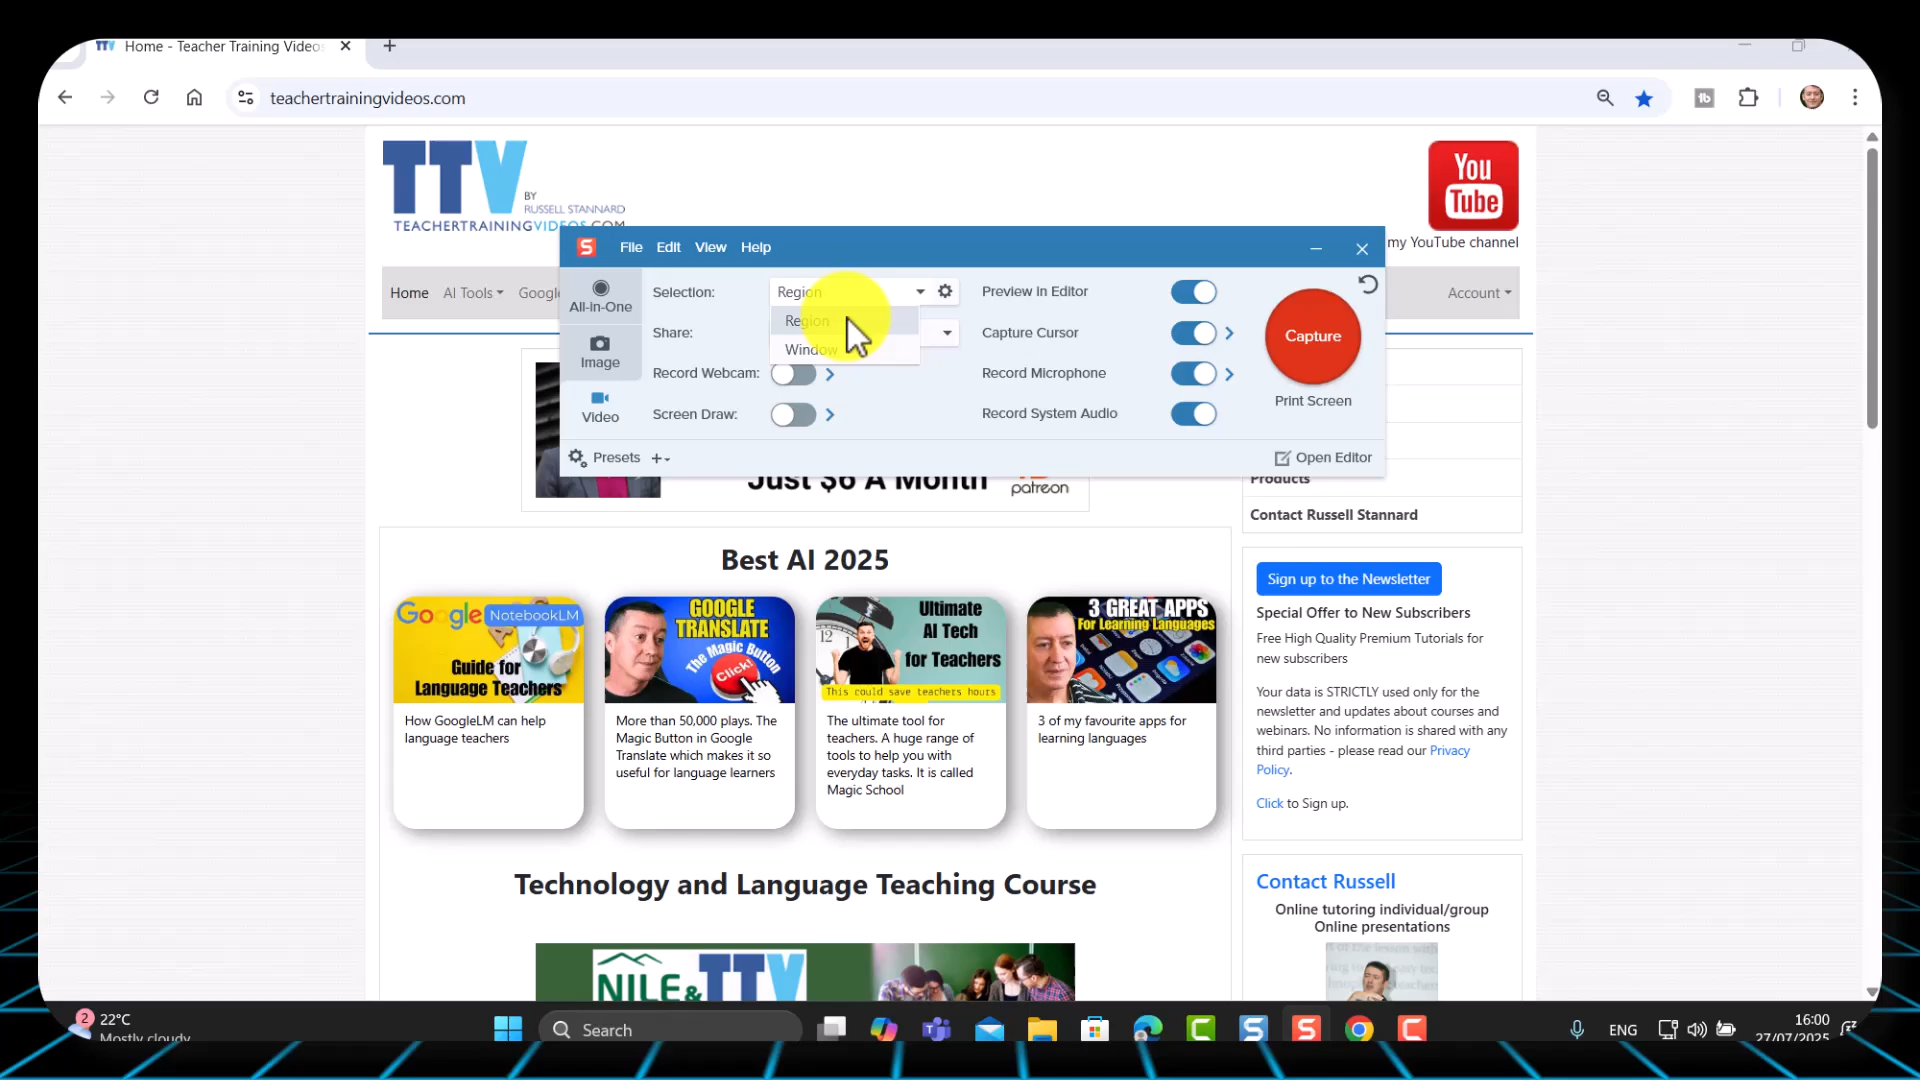 Home - Teacher Training Videos
teachertrainingvideos.com
TTV
BY
RUSSELL STANNARD
TEACHERTRAININGVIDEOS.COM
You
Tube
my YouTube channel
Home AI Tools Google
Account
File Edit View Help
All-in-One
Image
Video
Selection: Region
Region
Window
Share:
Record Webcam:
Screen Draw:
Preview in Editor
Capture Cursor
Record Microphone
Record System Audio
Capture
Print Screen
Presets
Open Editor
Just $6 A Month
patreon
Products
Contact Russell Stannard
Best AI 2025
Google NotebookLM
Guide for
Language Teachers
How GoogleLM can help
language teachers
GOOGLE
TRANSLATE
The Magic Button
Click!
More than 50,000 plays. The
Magic Button in Google
Translate which makes it so
useful for language learners
Ultimate
AI Tech
for Teachers
This could save teachers hours
The ultimate tool for
teachers. A huge range of
tools to help you with
everyday tasks. It is called
Magic School
3 GREAT APPS
For Learning Languages
3 of my favourite apps for
learning languages
Sign up to the Newsletter
Special Offer to New Subscribers
Free High Quality Premium Tutorials for
new subscribers
Your data is STRICTLY used only for the
newsletter and updates about courses and
webinars. No information is shared with any
third parties - please read our Privacy
Policy.
Click to Sign up.
Technology and Language Teaching Course
NILE & TTV
Contact Russell
Online tutoring individual/group
Online presentations
2
22°C
Mostly cloudy
Search
ENG
16:00
27/07/2025